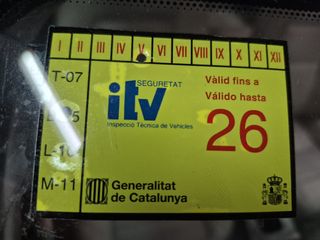 I II III IV V VI VII VIII IX X XI XII
T-07
SEGURETAT
itv
Inspecció Tècnica de Vehicles
Vàlid fins a
Válido hasta
26
M-11
Generalitat
de Catalunya